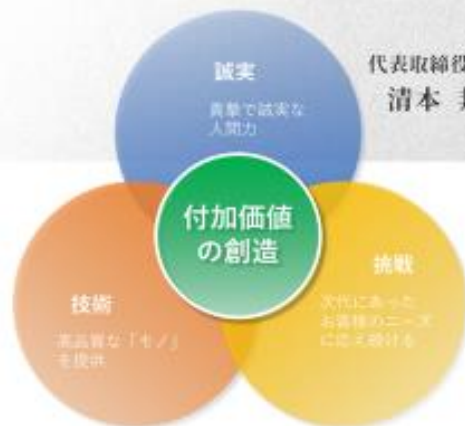 誠実
真摯で誠実な
人間力
代表取締役
清本
付加価値
の創造
技術
高品質な「モノ」
を提供
挑戦
次代にあった
お客様のニーズ
に応え続ける